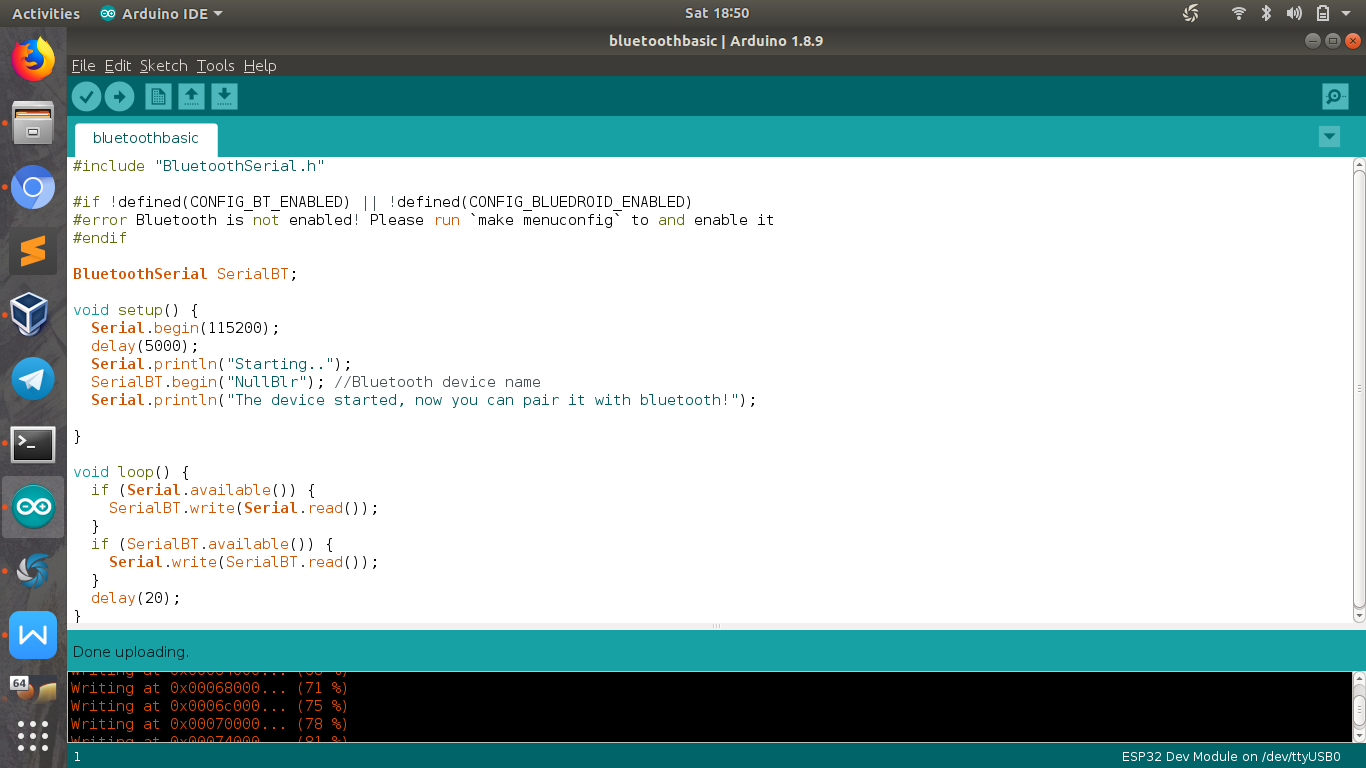 Activities Arduino IDE Sat 18:50
bluetoothbasic | Arduino 1.8.9
File Edit Sketch Tools Help
bluetoothbasic
#include "BluetoothSerial.h"
#if !defined(CONFIG_BT_ENABLED) || !defined(CONFIG_BLUEDROID_ENABLED)
#error Bluetooth is not enabled! Please run `make menuconfig` to and enable it
#endif
BluetoothSerial SerialBT;
void setup() {
  Serial.begin(115200);
  delay(5000);
  Serial.println("Starting..");
  SerialBT.begin("NullBlr"); //Bluetooth device name
  Serial.println("The device started, now you can pair it with bluetooth!");
}
void loop() {
  if (Serial.available()) {
    SerialBT.write(Serial.read());
  }
  if (SerialBT.available()) {
    Serial.write(SerialBT.read());
  }
  delay(20);
}
Done uploading.
Writing at 0x00068000... (71 %)
Writing at 0x0006c000... (75 %)
Writing at 0x00070000... (78 %)
Writing at 0x00074000... (81 %)
1 ESP32 Dev Module on /dev/ttyUSB0
64